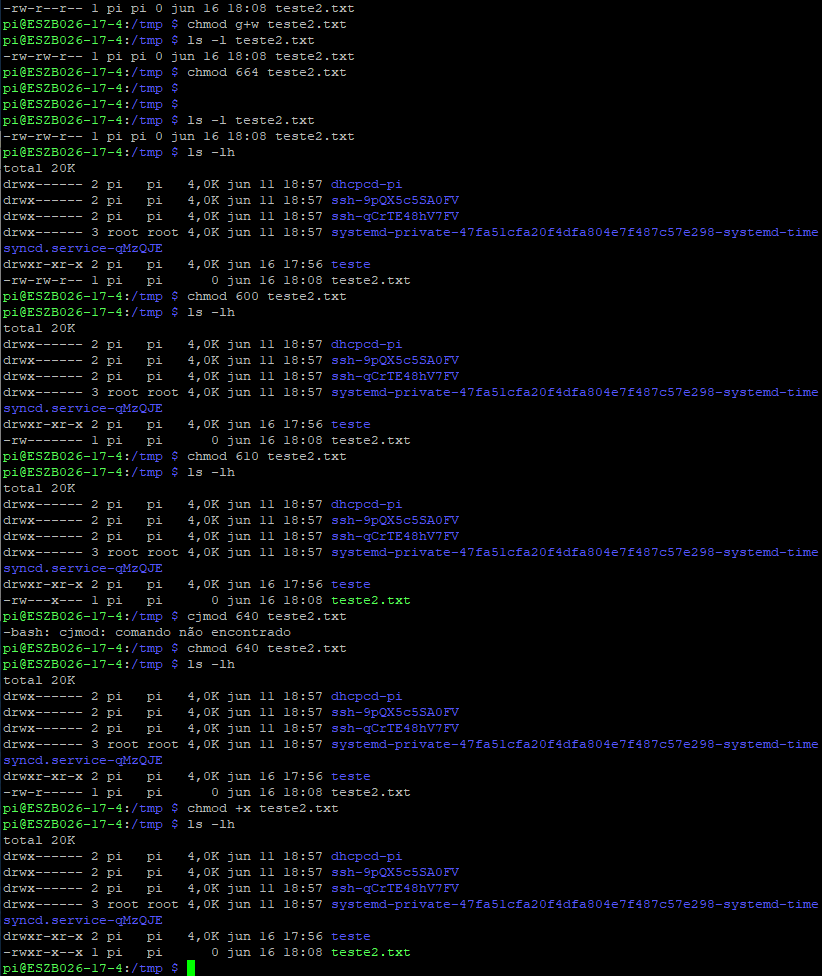 -rw-r--r-- 1 pi pi 0 jun 16 18:08 teste2.txt
pi@ESZB026-17-4:/tmp $ chmod g+w teste2.txt
pi@ESZB026-17-4:/tmp $ ls -l teste2.txt
-rw-rw-r-- 1 pi pi 0 jun 16 18:08 teste2.txt
pi@ESZB026-17-4:/tmp $ chmod 664 teste2.txt
pi@ESZB026-17-4:/tmp $
pi@ESZB026-17-4:/tmp $
pi@ESZB026-17-4:/tmp $ ls -l teste2.txt
-rw-rw-r-- 1 pi pi 0 jun 16 18:08 teste2.txt
pi@ESZB026-17-4:/tmp $ ls -lh
total 20K
drwx------ 2 pi   pi   4,0K jun 11 18:57 dhcpcd-pi
drwx------ 2 pi   pi   4,0K jun 11 18:57 ssh-9pQX5c5SA0FV
drwx------ 2 pi   pi   4,0K jun 11 18:57 ssh-qCrTE48hV7FV
drwx------ 3 root root 4,0K jun 11 18:57 systemd-private-47fa51cfa20f4dfa804e7f487c57e298-systemd-time
syncd.service-qMzQJE
drwxr-xr-x 2 pi   pi   4,0K jun 16 17:56 teste
-rw-rw-r-- 1 pi   pi      0 jun 16 18:08 teste2.txt
pi@ESZB026-17-4:/tmp $ chmod 600 teste2.txt
pi@ESZB026-17-4:/tmp $ ls -lh
total 20K
drwx------ 2 pi   pi   4,0K jun 11 18:57 dhcpcd-pi
drwx------ 2 pi   pi   4,0K jun 11 18:57 ssh-9pQX5c5SA0FV
drwx------ 2 pi   pi   4,0K jun 11 18:57 ssh-qCrTE48hV7FV
drwx------ 3 root root 4,0K jun 11 18:57 systemd-private-47fa51cfa20f4dfa804e7f487c57e298-systemd-time
syncd.service-qMzQJE
drwxr-xr-x 2 pi   pi   4,0K jun 16 17:56 teste
-rw------- 1 pi   pi      0 jun 16 18:08 teste2.txt
pi@ESZB026-17-4:/tmp $ chmod 610 teste2.txt
pi@ESZB026-17-4:/tmp $ ls -lh
total 20K
drwx------ 2 pi   pi   4,0K jun 11 18:57 dhcpcd-pi
drwx------ 2 pi   pi   4,0K jun 11 18:57 ssh-9pQX5c5SA0FV
drwx------ 2 pi   pi   4,0K jun 11 18:57 ssh-qCrTE48hV7FV
drwx------ 3 root root 4,0K jun 11 18:57 systemd-private-47fa51cfa20f4dfa804e7f487c57e298-systemd-time
syncd.service-qMzQJE
drwxr-xr-x 2 pi   pi   4,0K jun 16 17:56 teste
-rw---x--- 1 pi   pi      0 jun 16 18:08 teste2.txt
pi@ESZB026-17-4:/tmp $ cjmod 640 teste2.txt
-bash: cjmod: comando não encontrado
pi@ESZB026-17-4:/tmp $ chmod 640 teste2.txt
pi@ESZB026-17-4:/tmp $ ls -lh
total 20K
drwx------ 2 pi   pi   4,0K jun 11 18:57 dhcpcd-pi
drwx------ 2 pi   pi   4,0K jun 11 18:57 ssh-9pQX5c5SA0FV
drwx------ 2 pi   pi   4,0K jun 11 18:57 ssh-qCrTE48hV7FV
drwx------ 3 root root 4,0K jun 11 18:57 systemd-private-47fa51cfa20f4dfa804e7f487c57e298-systemd-time
syncd.service-qMzQJE
drwxr-xr-x 2 pi   pi   4,0K jun 16 17:56 teste
-rw-r----- 1 pi   pi      0 jun 16 18:08 teste2.txt
pi@ESZB026-17-4:/tmp $ chmod +x teste2.txt
pi@ESZB026-17-4:/tmp $ ls -lh
total 20K
drwx------ 2 pi   pi   4,0K jun 11 18:57 dhcpcd-pi
drwx------ 2 pi   pi   4,0K jun 11 18:57 ssh-9pQX5c5SA0FV
drwx------ 2 pi   pi   4,0K jun 11 18:57 ssh-qCrTE48hV7FV
drwx------ 3 root root 4,0K jun 11 18:57 systemd-private-47fa51cfa20f4dfa804e7f487c57e298-systemd-time
syncd.service-qMzQJE
drwxr-xr-x 2 pi   pi   4,0K jun 16 17:56 teste
-rwxr-x--x 1 pi   pi      0 jun 16 18:08 teste2.txt
pi@ESZB026-17-4:/tmp $